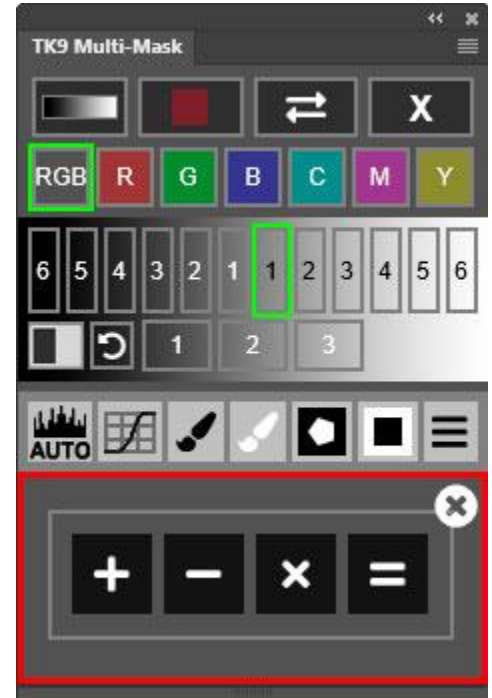 TK9 Multi-Mask
X
RGB R G B C M Y
6 5 4 3 2 1 1 2 3 4 5 6
1 2 3
AUTO
+ − × =